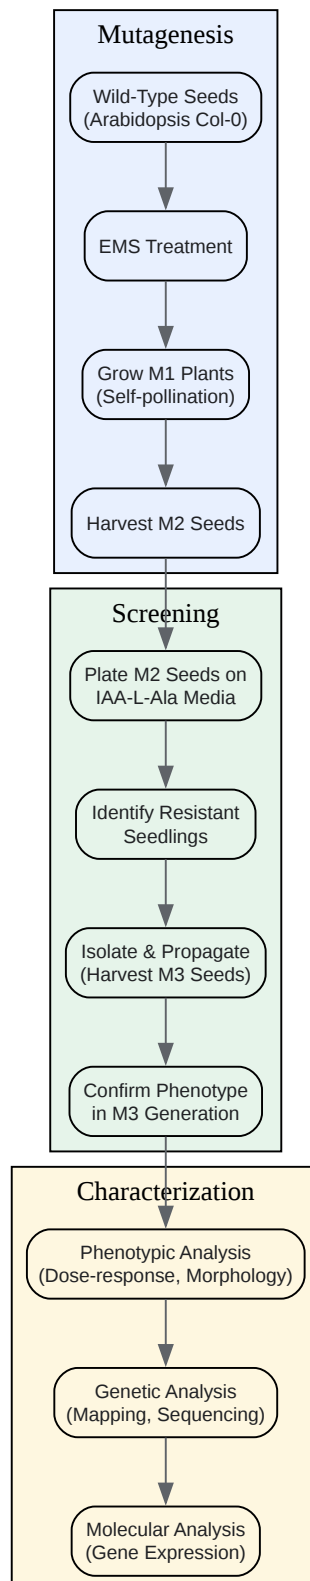 Mutagenesis
Wild-Type Seeds
(Arabidopsis Col-0)
EMS Treatment
Grow M1 Plants
(Self-pollination)
Harvest M2 Seeds
Screening
Plate M2 Seeds on
IAA-L-Ala Media
Identify Resistant
Seedlings
Isolate & Propagate
(Harvest M3 Seeds)
Confirm Phenotype
in M3 Generation
Characterization
Phenotypic Analysis
(Dose-response, Morphology)
Genetic Analysis
(Mapping, Sequencing)
Molecular Analysis
(Gene Expression)